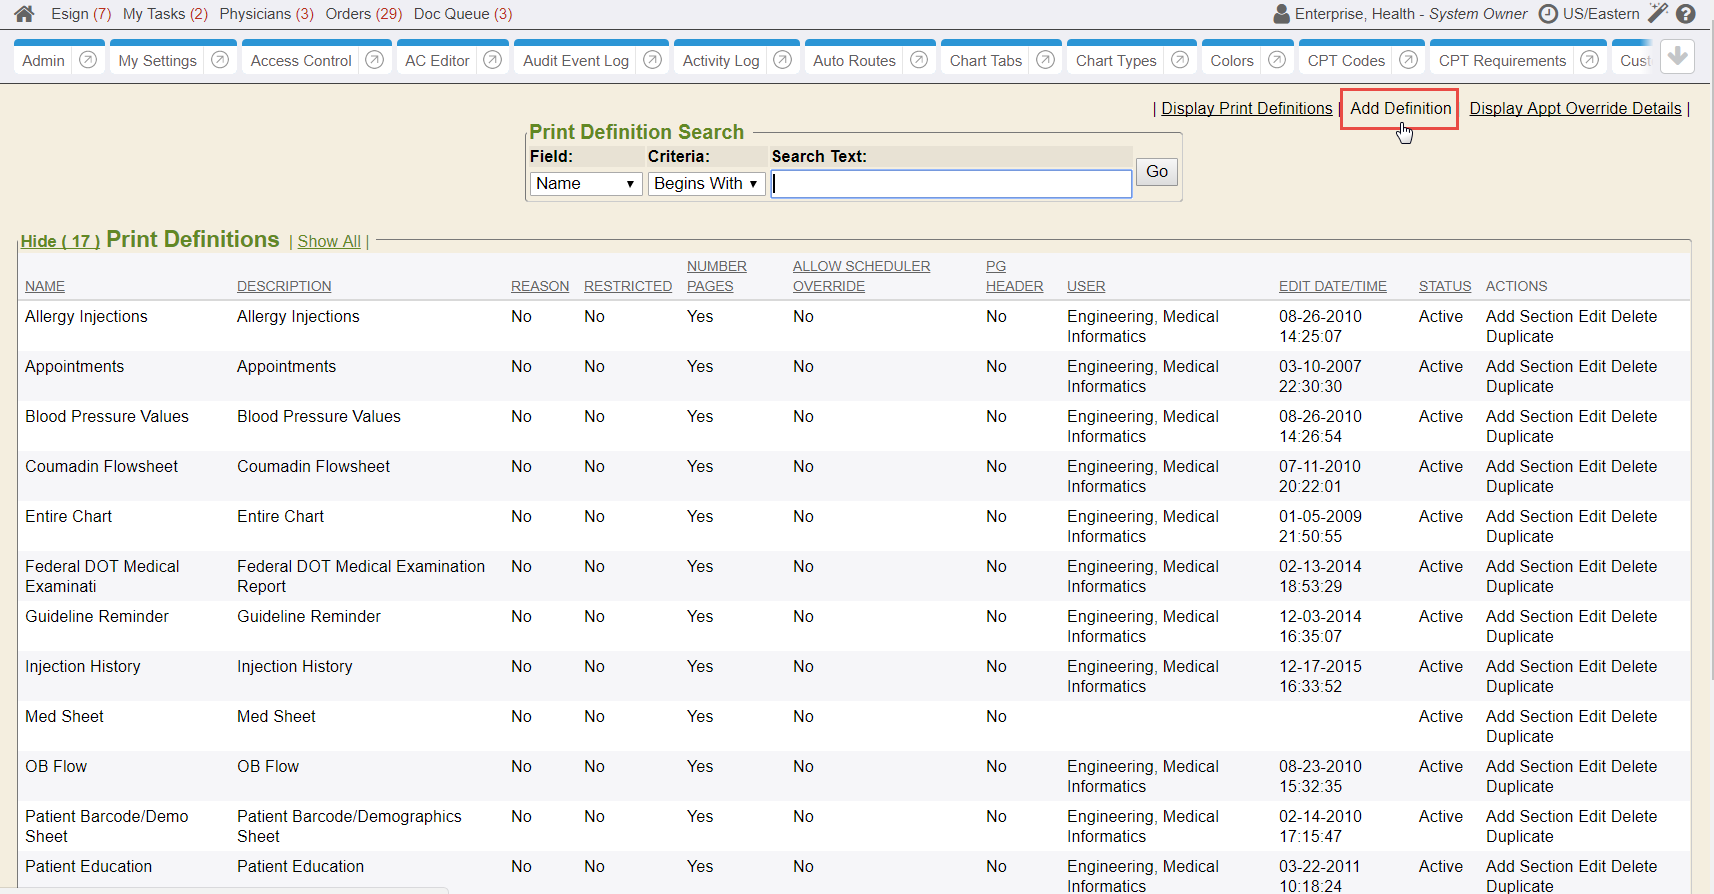 Esign (7) My Tasks (2) Physicians (3) Orders (29) Doc Queue (3) Enterprise, Health - System Owner US/Eastern
Admin My Settings Access Control AC Editor Audit Event Log Activity Log Auto Routes Chart Tabs Chart Types Colors CPT Codes CPT Requirements Cust
| Display Print Definitions | Add Definition Display Appt Override Details |
Print Definition Search
Field: Criteria: Search Text:
Name Begins With Go
Hide ( 17 ) Print Definitions | Show All |
NUMBER ALLOW SCHEDULER PG
NAME DESCRIPTION REASON RESTRICTED PAGES OVERRIDE HEADER USER EDIT DATE/TIME STATUS ACTIONS
Allergy Injections Allergy Injections No No Yes No No Engineering, Medical 08-26-2010 Active Add Section Edit Delete
Informatics 14:25:07 Duplicate
Appointments Appointments No No Yes No No Engineering, Medical 03-10-2007 Active Add Section Edit Delete
Informatics 22:30:30 Duplicate
Blood Pressure Values Blood Pressure Values No No Yes No No Engineering, Medical 08-26-2010 Active Add Section Edit Delete
Informatics 14:26:54 Duplicate
Coumadin Flowsheet Coumadin Flowsheet No No Yes No No Engineering, Medical 07-11-2010 Active Add Section Edit Delete
Informatics 20:22:01 Duplicate
Entire Chart Entire Chart No No Yes No No Engineering, Medical 01-05-2009 Active Add Section Edit Delete
Informatics 21:50:55 Duplicate
Federal DOT Medical Federal DOT Medical Examination No No Yes No No Engineering, Medical 02-13-2014 Active Add Section Edit Delete
Examinati Report Informatics 18:53:29 Duplicate
Guideline Reminder Guideline Reminder No No Yes No No Engineering, Medical 12-03-2014 Active Add Section Edit Delete
Informatics 16:35:07 Duplicate
Injection History Injection History No No Yes No No Engineering, Medical 12-17-2015 Active Add Section Edit Delete
Informatics 16:33:52 Duplicate
Med Sheet Med Sheet No No Yes No No Active Add Section Edit Delete
Duplicate
OB Flow OB Flow No No Yes No No Engineering, Medical 08-23-2010 Active Add Section Edit Delete
Informatics 15:32:35 Duplicate
Patient Barcode/Demo Patient Barcode/Demographics No No Yes No No Engineering, Medical 02-14-2010 Active Add Section Edit Delete
Sheet Sheet Informatics 17:15:47 Duplicate
Patient Education Patient Education No No Yes No No Engineering, Medical 03-22-2011 Active Add Section Edit Delete
Informatics 10:18:24 Duplicate